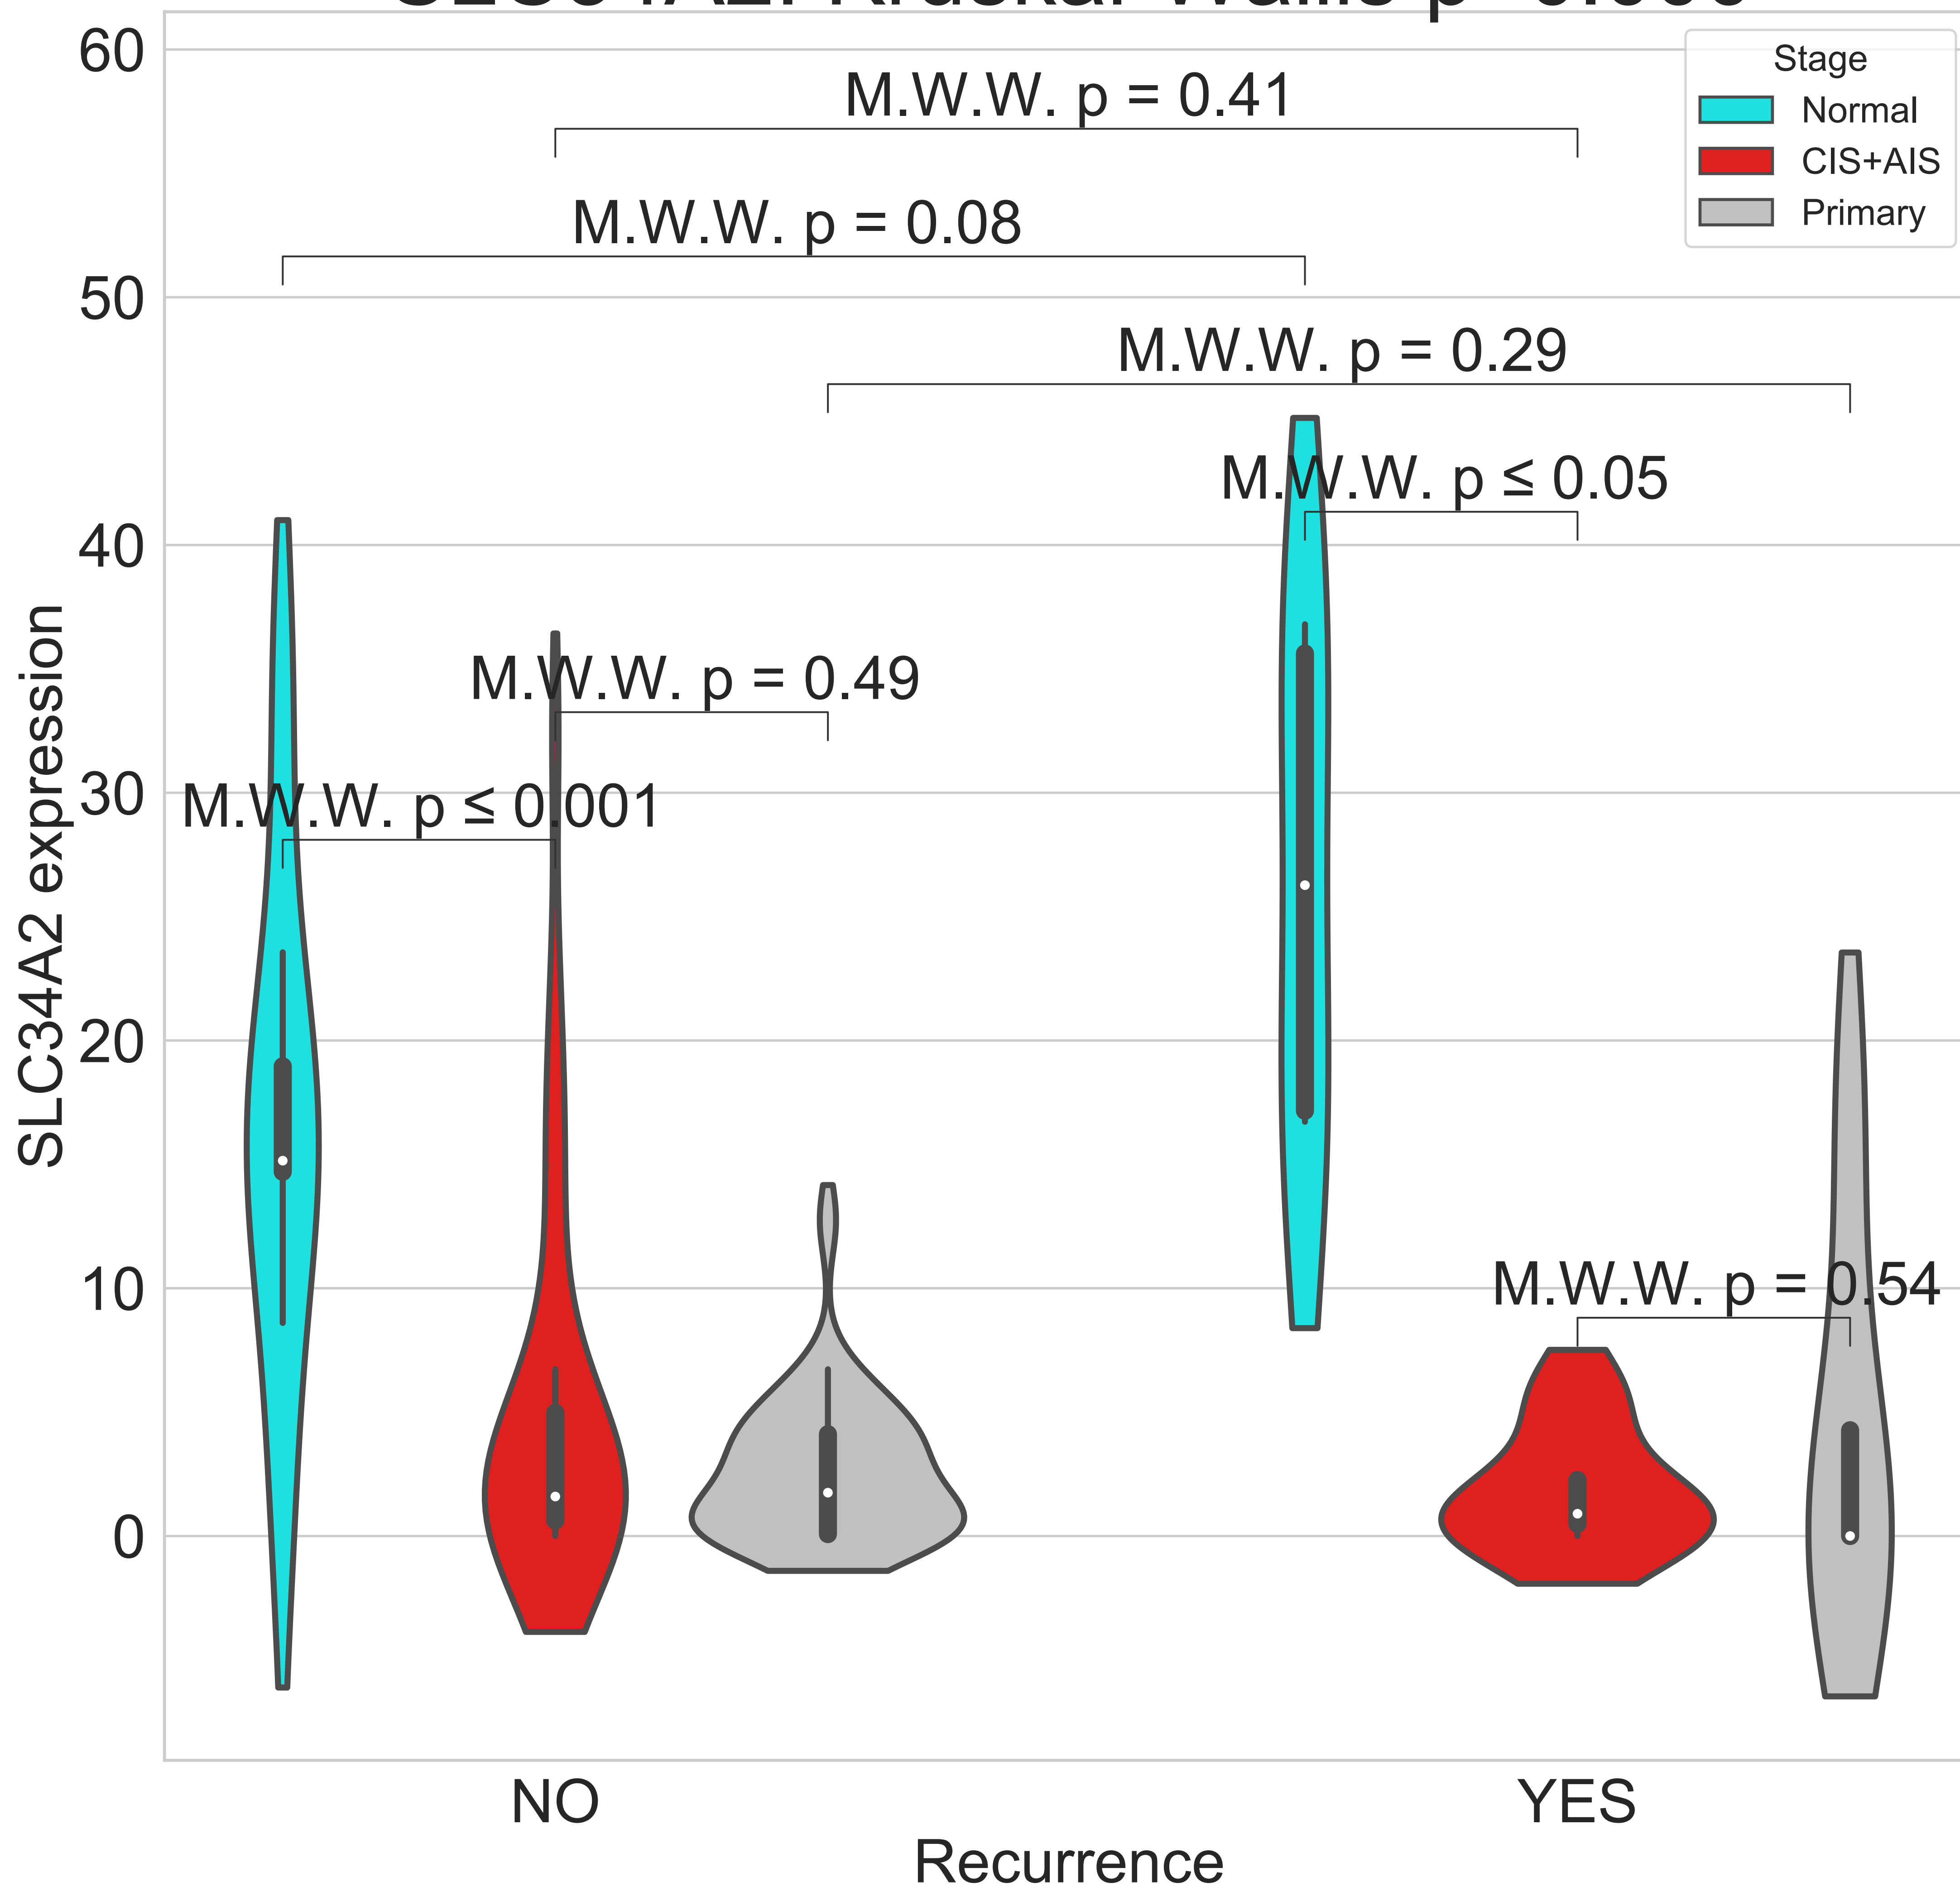 60
M.W.W. p = 0.41
Stage
Normal
CIS+AIS
Primary
M.W.W. p = 0.08
50
M.W.W. p = 0.29
M.W.W. p ≤ 0.05
40
M.W.W. p = 0.49
30
M.W.W. p ≤ 0.001
SLC34A2 expression
20
10
M.W.W. p = 0.54
0
NO
YES
Recurrence